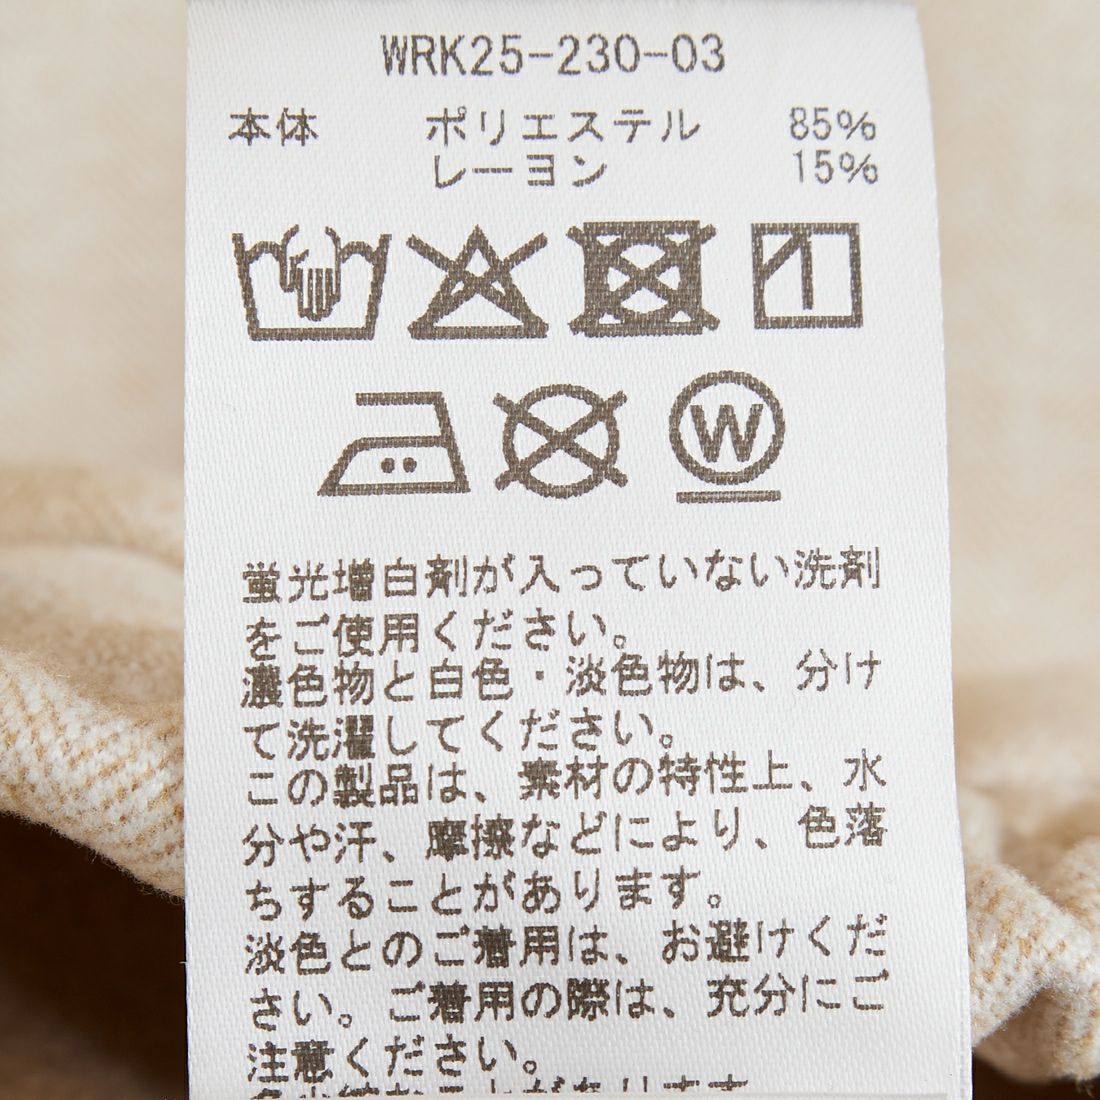 WRK25-230-03
本体 ポリエステル 85%
レーヨン 15%
W
蛍光増白剤が入っていない洗剤
をご使用ください。
濃色物と白色・淡色物は、分け
て洗濯してください。
この製品は、素材の特性上、水
分や汗、摩擦などにより、色落
ちすることがあります。
淡色とのご着用は、お避けくだ
さい。ご着用の際は、充分にご
注意ください。